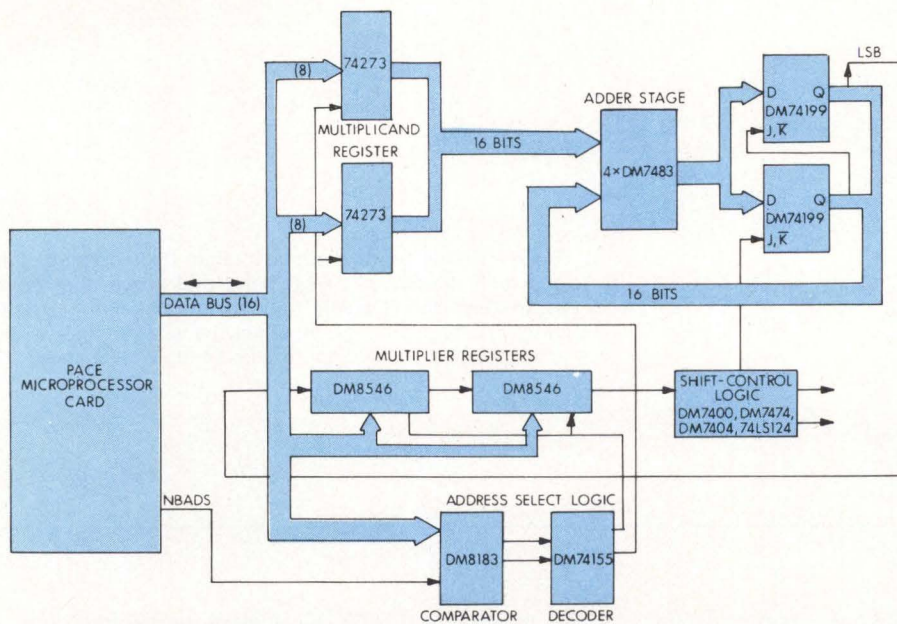 LSB
(8)
74273
D Q
DM74199
J, K̅
ADDER STAGE
MULTIPLICAND
REGISTER
16 BITS
4×DM7483
(8)
74273
D Q
DM74199
J, K̅
DATA BUS (16)
16 BITS
PACE
MICROPROCESSOR
CARD
MULTIPLIER REGISTERS
DM8546
DM8546
SHIFT-CONTROL
LOGIC
DM7400, DM7474,
DM7404, 74LS124
NBADS
ADDRESS SELECT LOGIC
DM8183
DM74155
COMPARATOR
DECODER